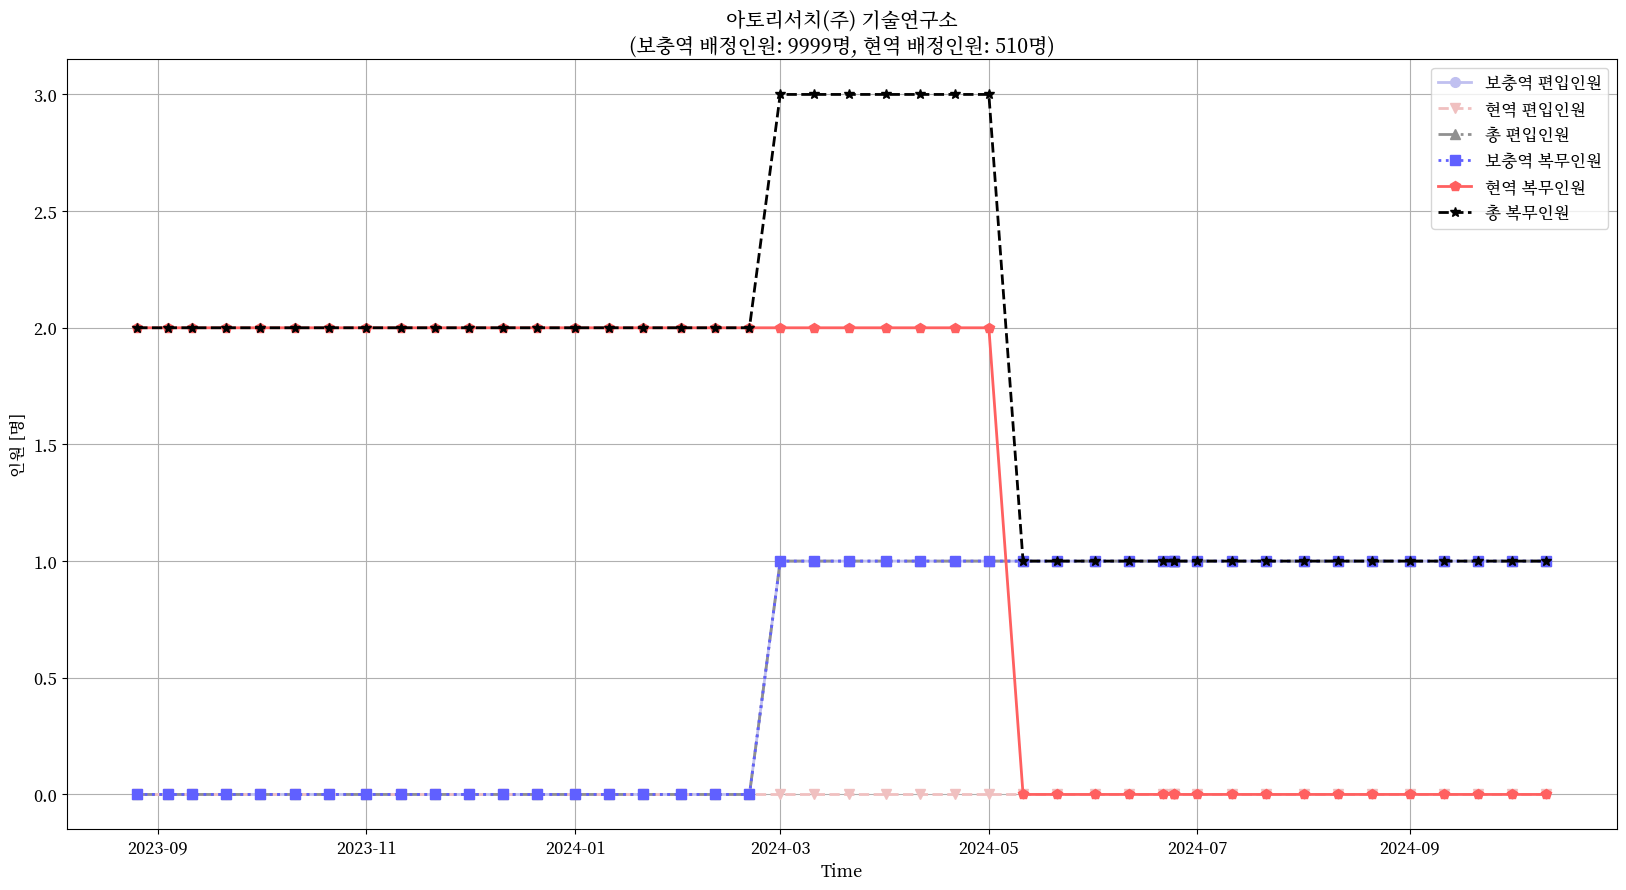 아토리서치(주) 기술연구소
(보충역 배정인원: 9999명, 현역 배정인원: 510명)
보충역 편입인원
현역 편입인원
총 편입인원
보충역 복무인원
현역 복무인원
총 복무인원
인원 [명]
3.0
2.5
2.0
1.5
1.0
0.5
0.0
2023-09
2023-11
2024-01
2024-03
2024-05
2024-07
2024-09
Time